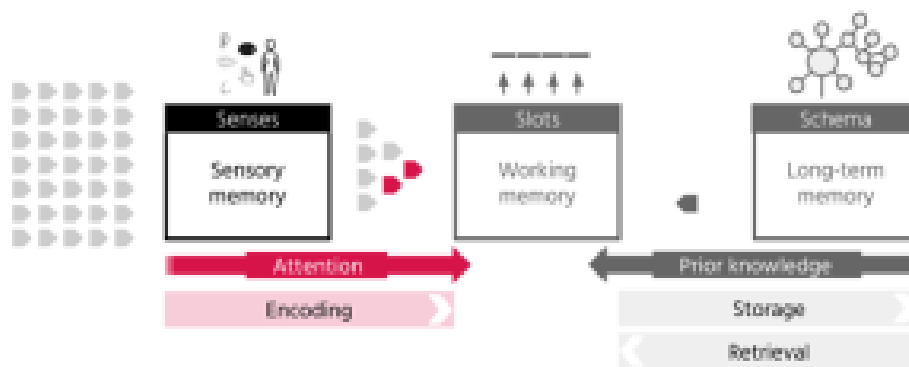 Senses
Sensory
memory
Slots
Working
memory
Schema
Long-term
memory
Attention
Prior knowledge
Encoding
Storage
Retrieval